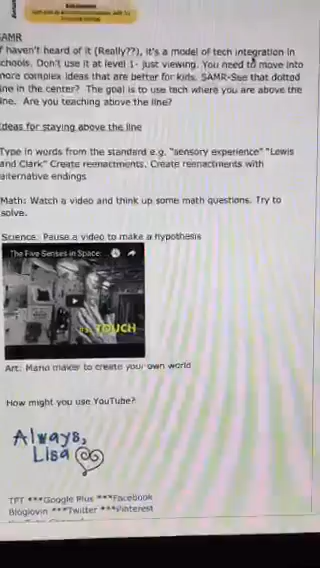 SAMR
f haven't heard of it (Really??), it's a model of tech integration in
chools. Don't use it at level 1- just viewing. You need to move into
more complex ideas that are better for kids. SAMR-See that dotted
ine in the center? The goal is to use tech where you are above the
ine. Are you teaching above the line?
Ideas for staying above the line
Type in words from the standard e.g. "sensory experience" "Lewis
and Clark" Create reenactments. Create reenactments with
alternative endings
Math: Watch a video and think up some math questions. Try to
solve.
Science: Pause a video to make a hypothesis
The Five Senses in Space:
#3 TOUCH
Art: Mario maker to create your own world
How might you use YouTube?
Always,
Lisa
TPT ***Google Plus ***Facebook
Bloglovin ***Twitter ***Pinterest